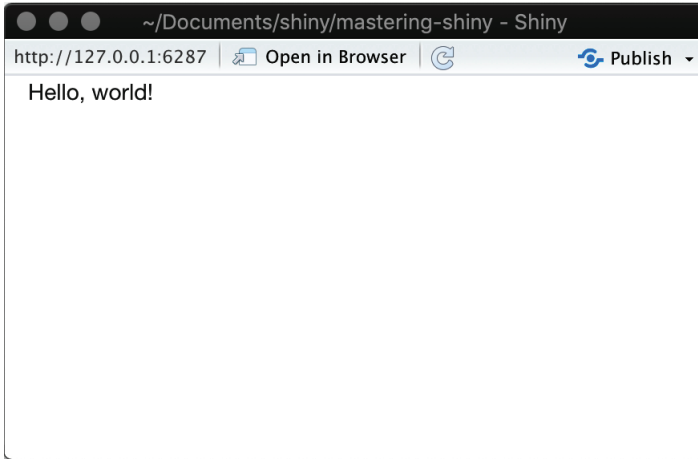 ~/Documents/shiny/mastering-shiny - Shiny
http://127.0.0.1:6287 Open in Browser Publish
Hello, world!